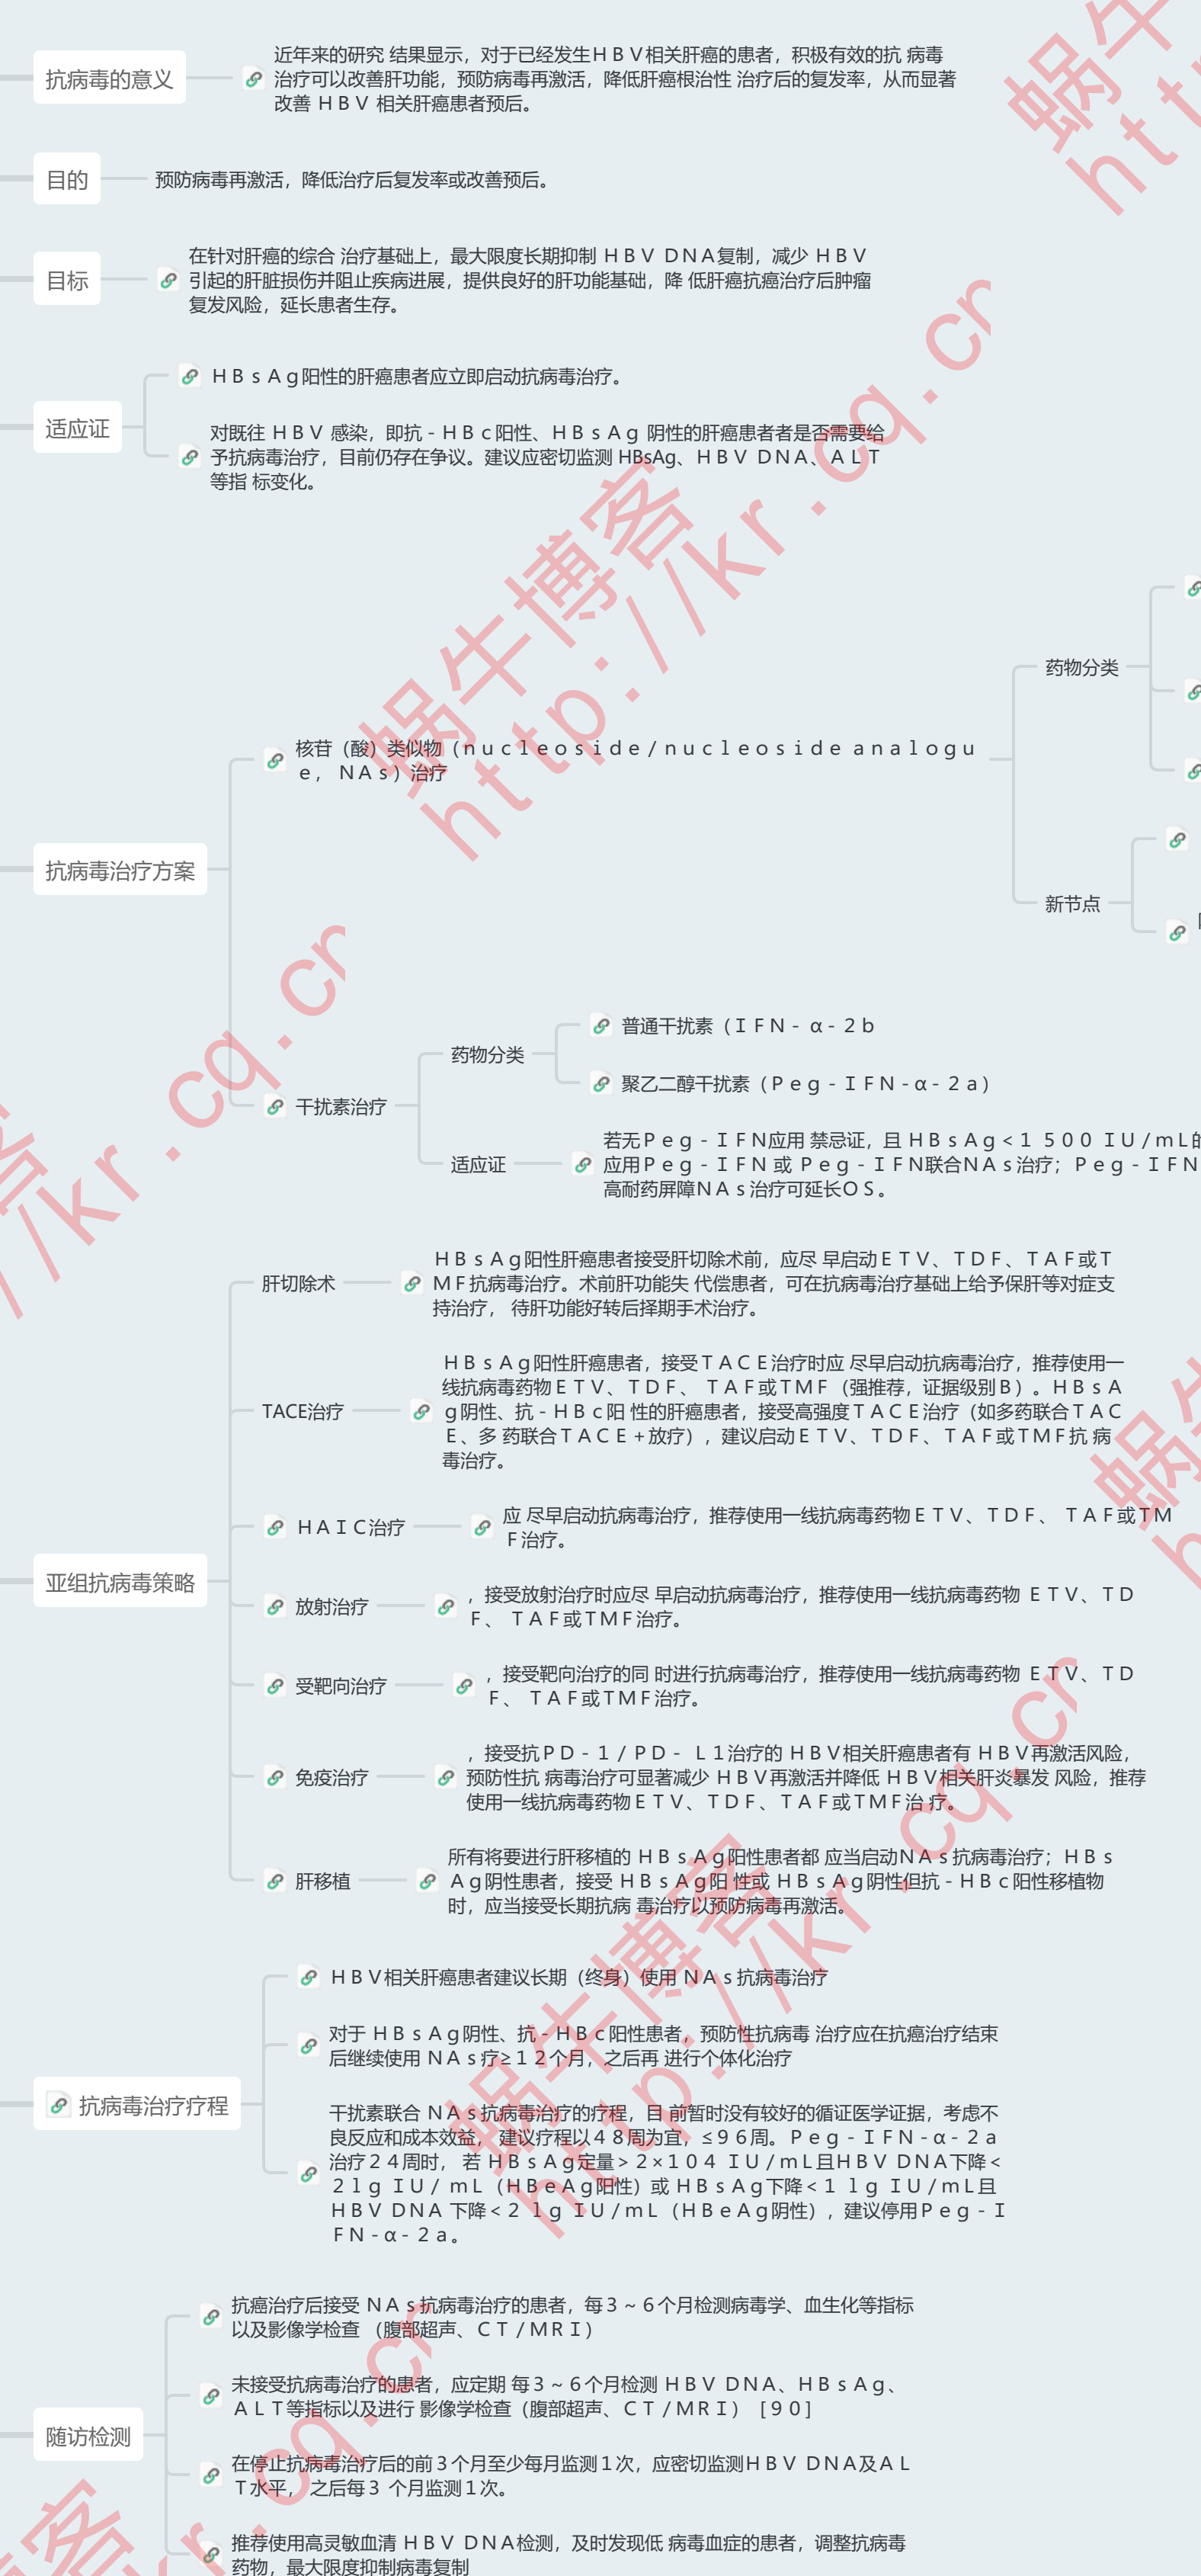 抗病毒的意义
近年来的研究 结果显示，对于已经发生ＨＢＶ相关肝癌的患者，积极有效的抗 病毒
治疗可以改善肝功能，预防病毒再激活，降低肝癌根治性 治疗后的复发率，从而显著
改善 ＨＢＶ 相关肝癌患者预后。
目的
预防病毒再激活，降低治疗后复发率或改善预后。
目标
在针对肝癌的综合 治疗基础上，最大限度长期抑制 ＨＢＶ ＤＮＡ复制，减少 ＨＢＶ
引起的肝脏损伤并阻止疾病进展，提供良好的肝功能基础，降 低肝癌抗癌治疗后肿瘤
复发风险，延长患者生存。
适应证
ＨＢｓＡｇ阳性的肝癌患者应立即启动抗病毒治疗。
对既往 ＨＢＶ 感染，即抗－ＨＢｃ阳性、ＨＢｓＡｇ 阴性的肝癌患者者是否需要给
予抗病毒治疗，目前仍存在争议。建议应密切监测 HBsAg、ＨＢＶ ＤＮＡ、ＡＬＴ
等指 标变化。
抗病毒治疗方案
核苷（酸）类似物（ｎｕｃｌｅｏｓｉｄｅ／ｎｕｃｌｅｏｓｉｄｅ ａｎａｌｏｇｕ
ｅ， ＮＡｓ）治疗
药物分类
新节点
干扰素治疗
药物分类
普通干扰素（ＩＦＮ－α－２ｂ
聚乙二醇干扰素（Ｐｅｇ－ＩＦＮ-α－２ａ）
适应证
若无Ｐｅｇ－ＩＦＮ应用 禁忌证，且 ＨＢｓＡｇ＜１ ５００ ＩＵ／ｍＬ的
应用Ｐｅｇ－ＩＦＮ 或 Ｐｅｇ－ＩＦＮ联合ＮＡｓ治疗；Ｐｅｇ－ＩＦＮ
高耐药屏障ＮＡｓ治疗可延长ＯＳ。
亚组抗病毒策略
肝切除术
ＨＢｓＡｇ阳性肝癌患者接受肝切除术前，应尽 早启动ＥＴＶ、ＴＤＦ、ＴＡＦ或Ｔ
ＭＦ抗病毒治疗。术前肝功能失 代偿患者，可在抗病毒治疗基础上给予保肝等对症支
持治疗， 待肝功能好转后择期手术治疗。
TACE治疗
ＨＢｓＡｇ阳性肝癌患者，接受ＴＡＣＥ治疗时应 尽早启动抗病毒治疗，推荐使用一
线抗病毒药物ＥＴＶ、ＴＤＦ、 ＴＡＦ或ＴＭＦ（强推荐，证据级别Ｂ）。ＨＢｓＡ
ｇ阴性、抗－ＨＢｃ阳 性的肝癌患者，接受高强度ＴＡＣＥ治疗（如多药联合ＴＡＣ
Ｅ、多 药联合ＴＡＣＥ＋放疗），建议启动ＥＴＶ、ＴＤＦ、ＴＡＦ或ＴＭＦ抗 病
毒治疗。
ＨＡＩＣ治疗
应 尽早启动抗病毒治疗，推荐使用一线抗病毒药物ＥＴＶ、ＴＤＦ、 ＴＡＦ或ＴＭ
Ｆ治疗。
放射治疗
，接受放射治疗时应尽 早启动抗病毒治疗，推荐使用一线抗病毒药物 ＥＴＶ、ＴＤ
Ｆ、 ＴＡＦ或ＴＭＦ治疗。
受靶向治疗
，接受靶向治疗的同 时进行抗病毒治疗，推荐使用一线抗病毒药物 ＥＴＶ、ＴＤ
Ｆ、 ＴＡＦ或ＴＭＦ治疗。
免疫治疗
，接受抗ＰＤ－１／ＰＤ－ Ｌ１治疗的 ＨＢＶ相关肝癌患者有 ＨＢＶ再激活风险，
预防性抗 病毒治疗可显著减少 ＨＢＶ再激活并降低 ＨＢＶ相关肝炎暴发 风险，推荐
使用一线抗病毒药物ＥＴＶ、ＴＤＦ、ＴＡＦ或ＴＭＦ治 疗。
肝移植
所有将要进行肝移植的 ＨＢｓＡｇ阳性患者都 应当启动ＮＡｓ抗病毒治疗；ＨＢｓ
Ａｇ阴性患者，接受 ＨＢｓＡｇ阳 性或 ＨＢｓＡｇ阴性但抗－ＨＢｃ阳性移植物
时，应当接受长期抗病 毒治疗以预防病毒再激活。
抗病毒治疗疗程
ＨＢＶ相关肝癌患者建议长期（终身）使用 ＮＡｓ抗病毒治疗
对于 ＨＢｓＡｇ阴性、抗－ＨＢｃ阳性患者，预防性抗病毒 治疗应在抗癌治疗结束
后继续使用 ＮＡｓ疗≥１２个月，之后再 进行个体化治疗
干扰素联合 ＮＡｓ抗病毒治疗的疗程，目 前暂时没有较好的循证医学证据，考虑不
良反应和成本效益， 建议疗程以４８周为宜，≤９６周。Ｐｅｇ－ＩＦＮ-α－２ａ
治疗２４周时， 若 ＨＢｓＡｇ定量＞２×１０４ ＩＵ／ｍＬ且ＨＢＶ ＤＮＡ下降＜
２ｌｇ ＩＵ／ ｍＬ（ＨＢｅＡｇ阳性）或 ＨＢｓＡｇ下降＜１ ｌｇ ＩＵ／ｍＬ且
ＨＢＶ ＤＮＡ 下降＜２ ｌｇ ＩＵ／ｍＬ（ＨＢｅＡｇ阴性），建议停用Ｐｅｇ－Ｉ
ＦＮ-α－２ａ。
随访检测
抗癌治疗后接受 ＮＡｓ抗病毒治疗的患者，每３～６个月检测病毒学、血生化等指标
以及影像学检查 （腹部超声、ＣＴ／ＭＲＩ）
未接受抗病毒治疗的患者，应定期 每３～６个月检测 ＨＢＶ ＤＮＡ、ＨＢｓＡｇ、
ＡＬＴ等指标以及进行 影像学检查（腹部超声、ＣＴ／ＭＲＩ）［９０］
在停止抗病毒治疗后的前３个月至少每月监测１次，应密切监测ＨＢＶ ＤＮＡ及ＡＬ
Ｔ水平， 之后每３ 个月监测１次。
推荐使用高灵敏血清 ＨＢＶ ＤＮＡ检测，及时发现低 病毒血症的患者，调整抗病毒
药物，最大限度抑制病毒复制
蜗牛博客
http://kr.cq.cn